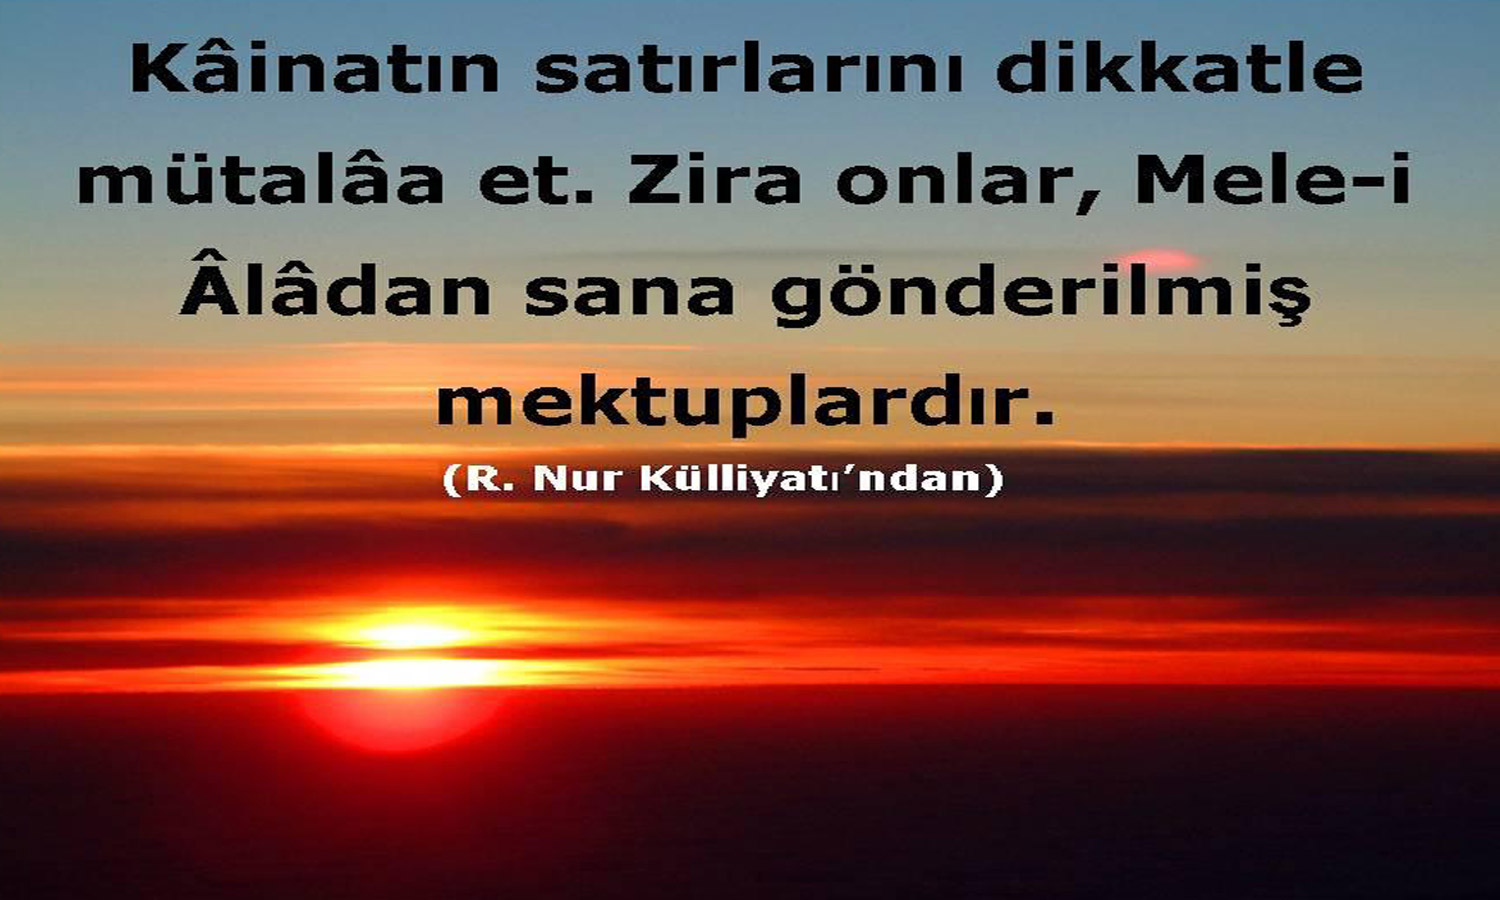 Kâinatın satırlarını dikkatle
mütalâa et. Zira onlar, Mele-i
Âlâdan sana gönderilmiş
mektuplardır.
(R. Nur Külliyatı’ndan)